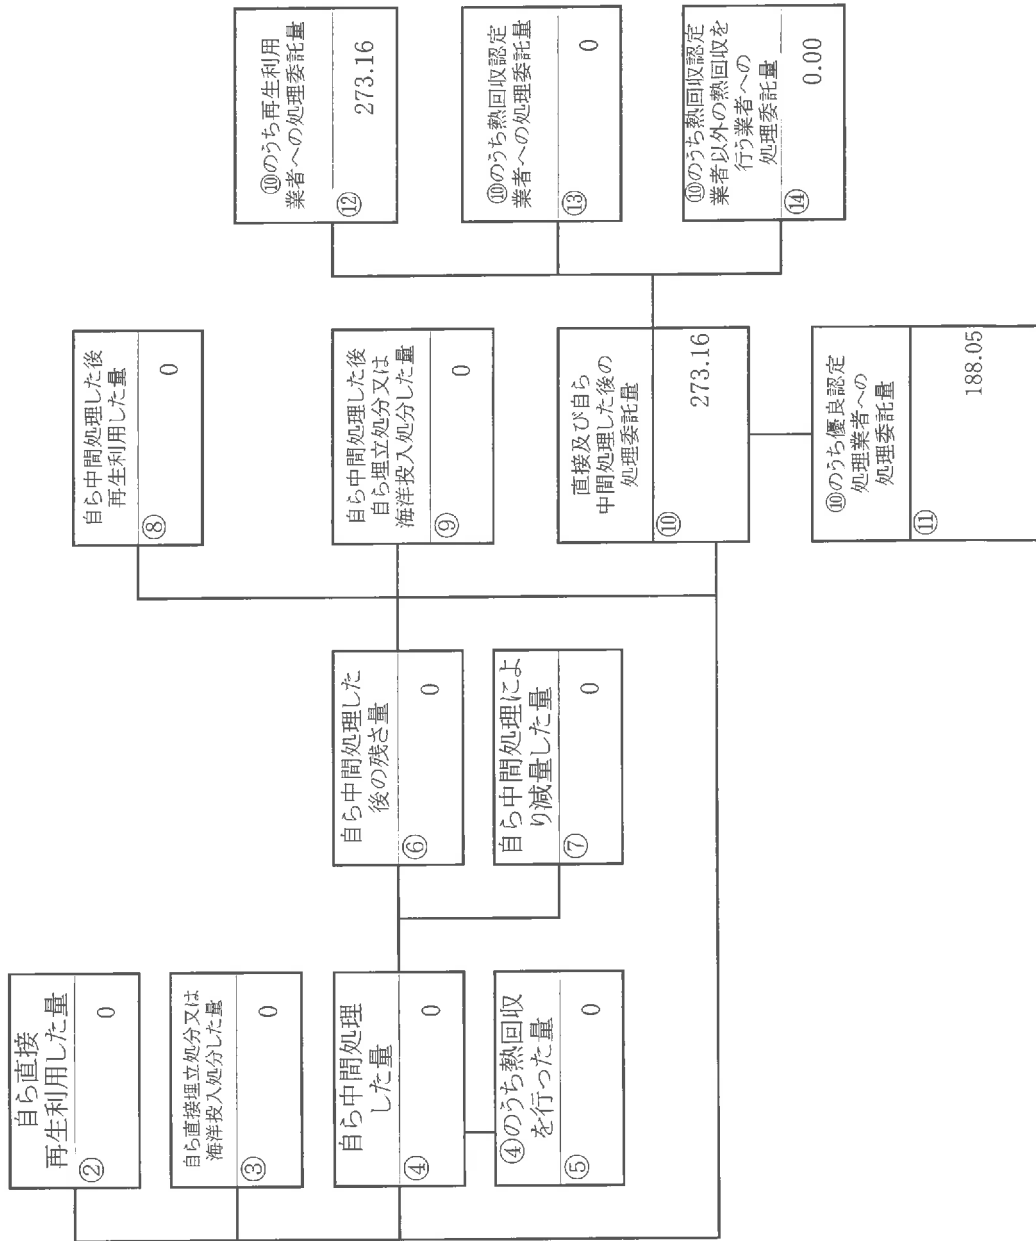 自ら直接
再生利用した量
②
0
自ら直接埋立処分又は
海洋投入処分した量
③
0
自ら中間処理
した量
④
0
④のうち熱回収
を行った量
⑤
0
自ら中間処理した
後の残さ量
⑥
0
自ら中間処理によ
り減量した量
⑦
0
自ら中間処理した後
再生利用した量
⑧
0
自ら中間処理した後
自ら埋立処分又は
海洋投入処分した量
⑨
0
直接及び自ら
中間処理した後の
処理委託量
⑩
273.16
⑩のうち優良認定
処理業者への
処理委託量
⑪
188.05
⑩のうち再生利用
業者への処理委託量
⑫
273.16
⑩のうち熱回収認定
業者への処理委託量
⑬
0
⑩のうち熱回収認定
業者以外の熱回収を
行う業者への
処理委託量
⑭
0.00